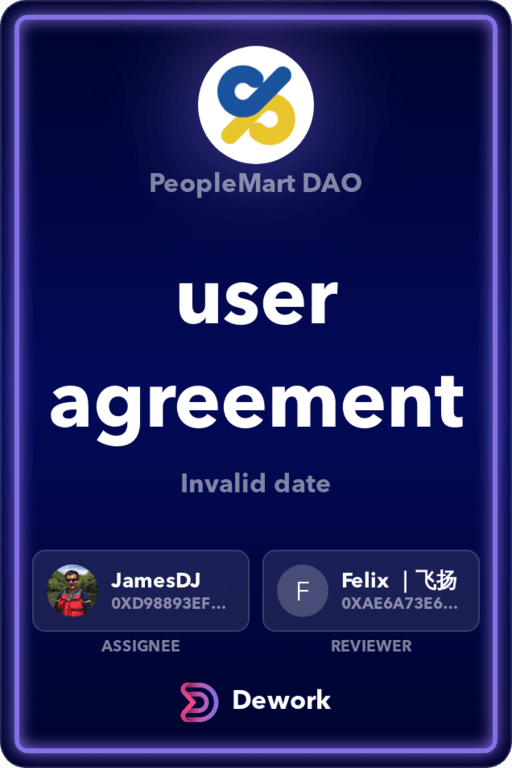 PeopleMart DAO
user
agreement
Invalid date
JamesDJ
0XD98893EF...
ASSIGNEE
F
Felix ｜飞扬
0XAE6A73E6...
REVIEWER
Dework